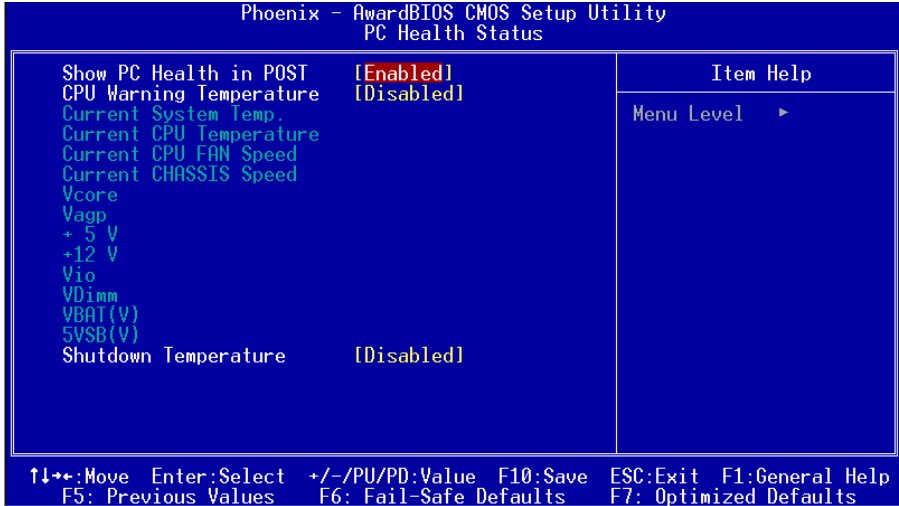 Phoenix - AwardBIOS CMOS Setup Utility
PC Health Status
Show PC Health in POST [Enabled]
CPU Warning Temperature [Disabled]
Current System Temp.
Current CPU Temperature
Current CPU FAN Speed
Current CHASSIS Speed
Vcore
Vagp
+ 5 V
+12 V
Vio
VDimm
VBAT(V)
5VSB(V)
Shutdown Temperature [Disabled]
Item Help
Menu Level ►
↑↓→←:Move Enter:Select +/-/PU/PD:Value F10:Save ESC:Exit F1:General Help
F5: Previous Values F6: Fail-Safe Defaults F7: Optimized Defaults